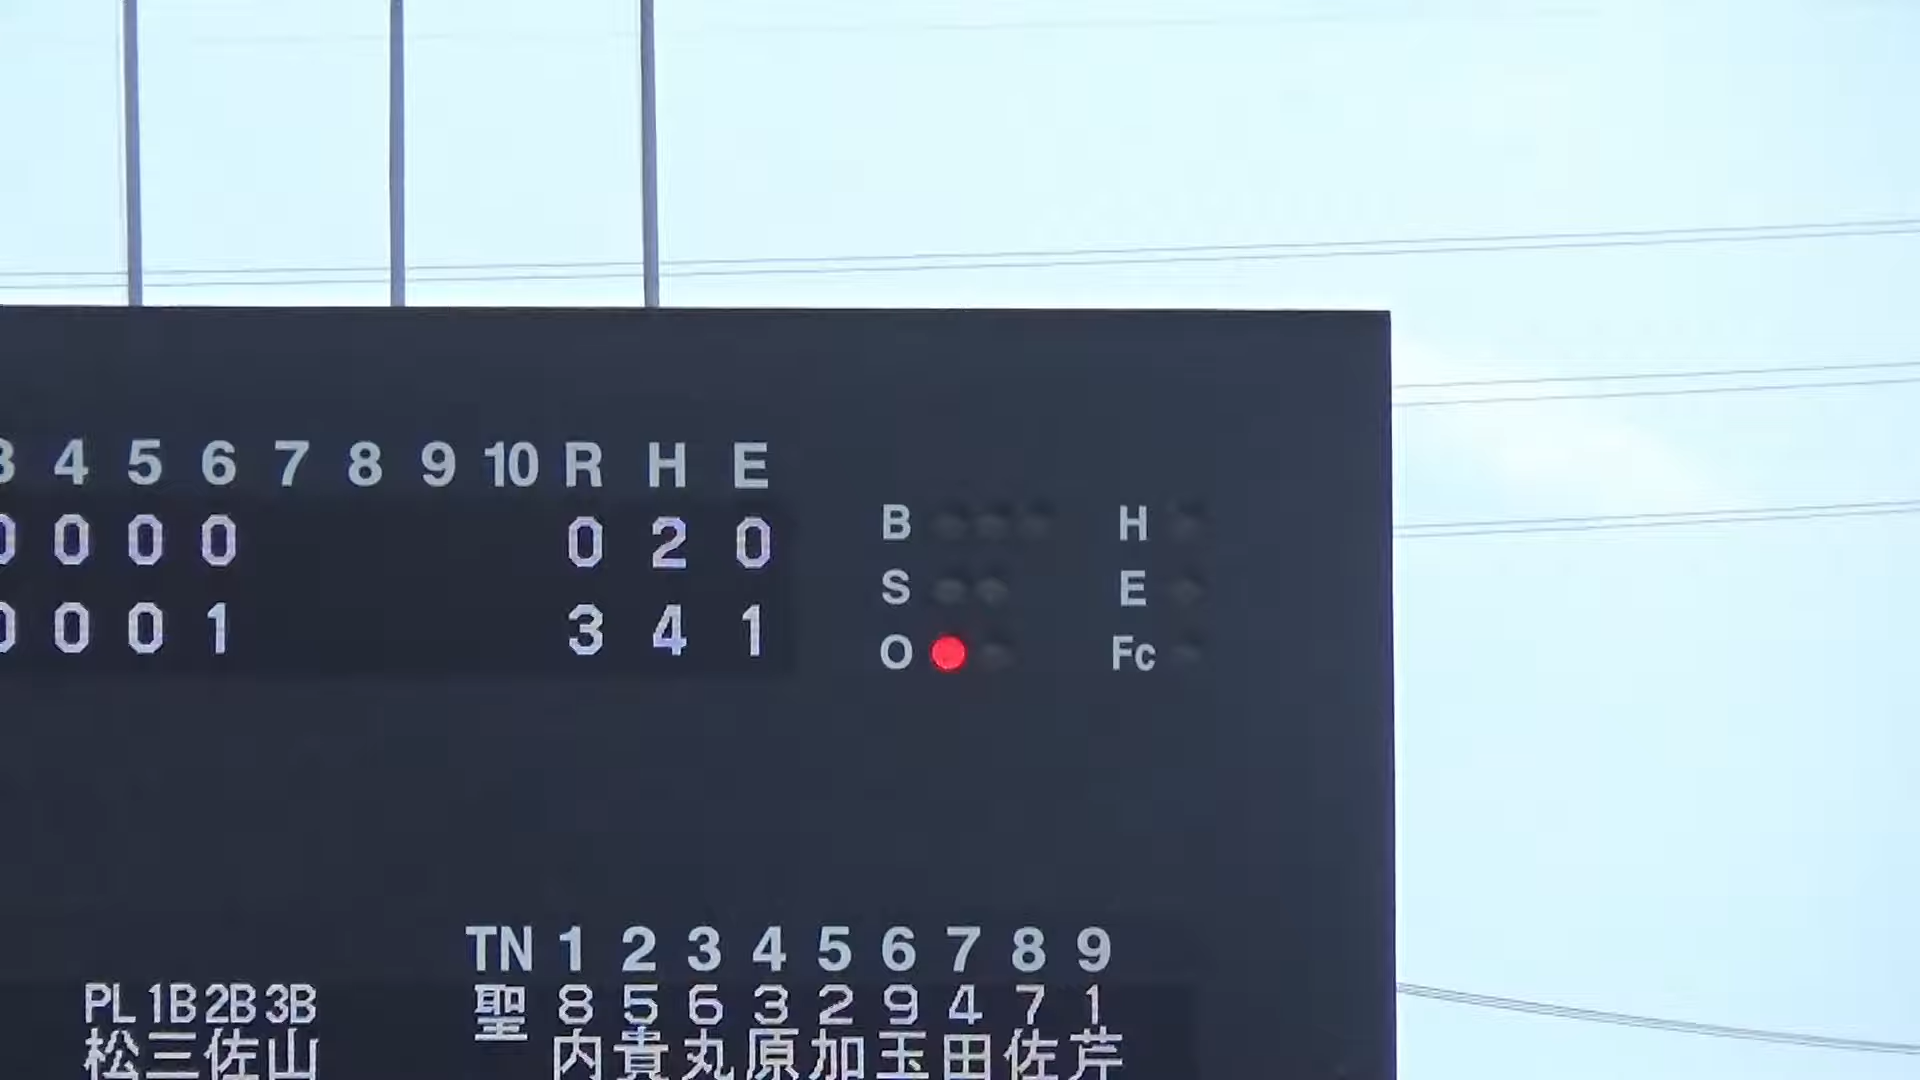 3 4 5 6 7 8 9 10 R H E
0 0 0 0 0 2 0
0 0 0 1 3 4 1
B H
S E
O Fc
TN 1 2 3 4 5 6 7 8 9
PL 1B 2B 3B
松 三 佐 山
聖 8 5 6 3 2 9 4 7 1
内 貴 丸 原 加 玉 田 佐 芹